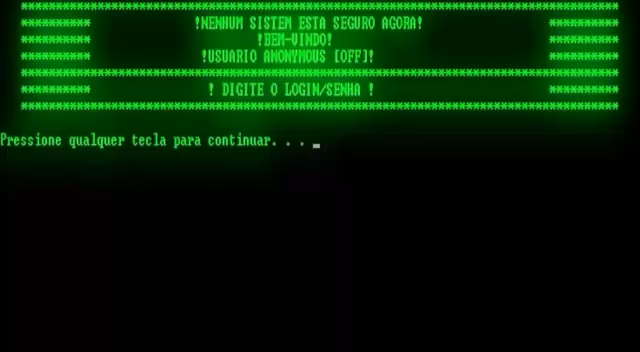 !NENHUM SISTEM ESTA SEGURO AGORA!
!BEM-VINDO!
!USUARIO ANONYMOUS [OFF]!
! DIGITE O LOGIN/SENHA !
Pressione qualquer tecla para continuar. . . _